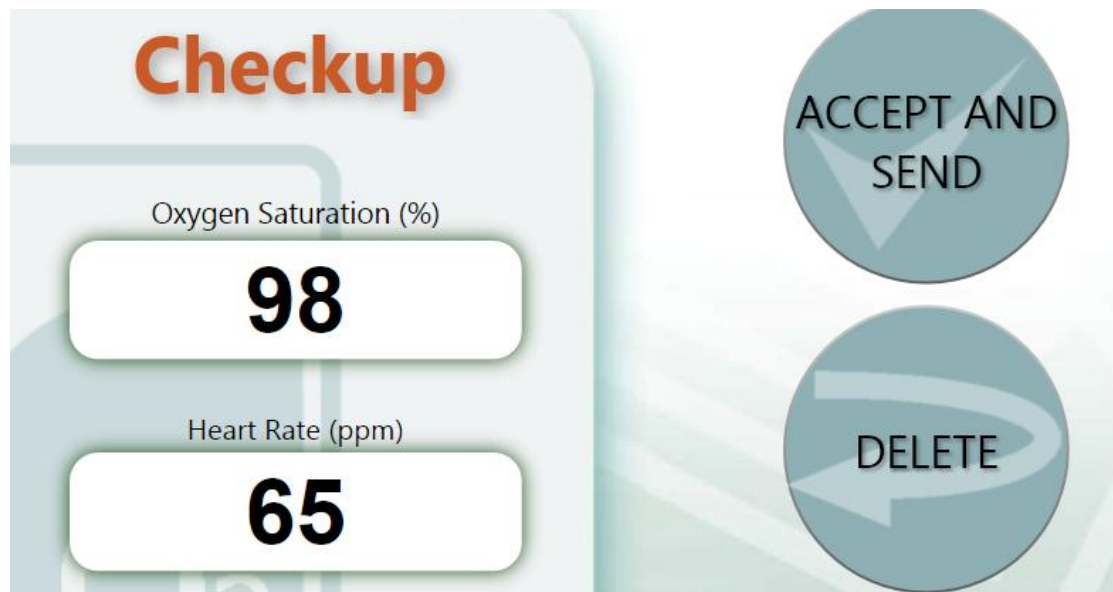 Checkup
Oxygen Saturation (%)
98
Heart Rate (ppm)
65
ACCEPT AND
SEND
DELETE